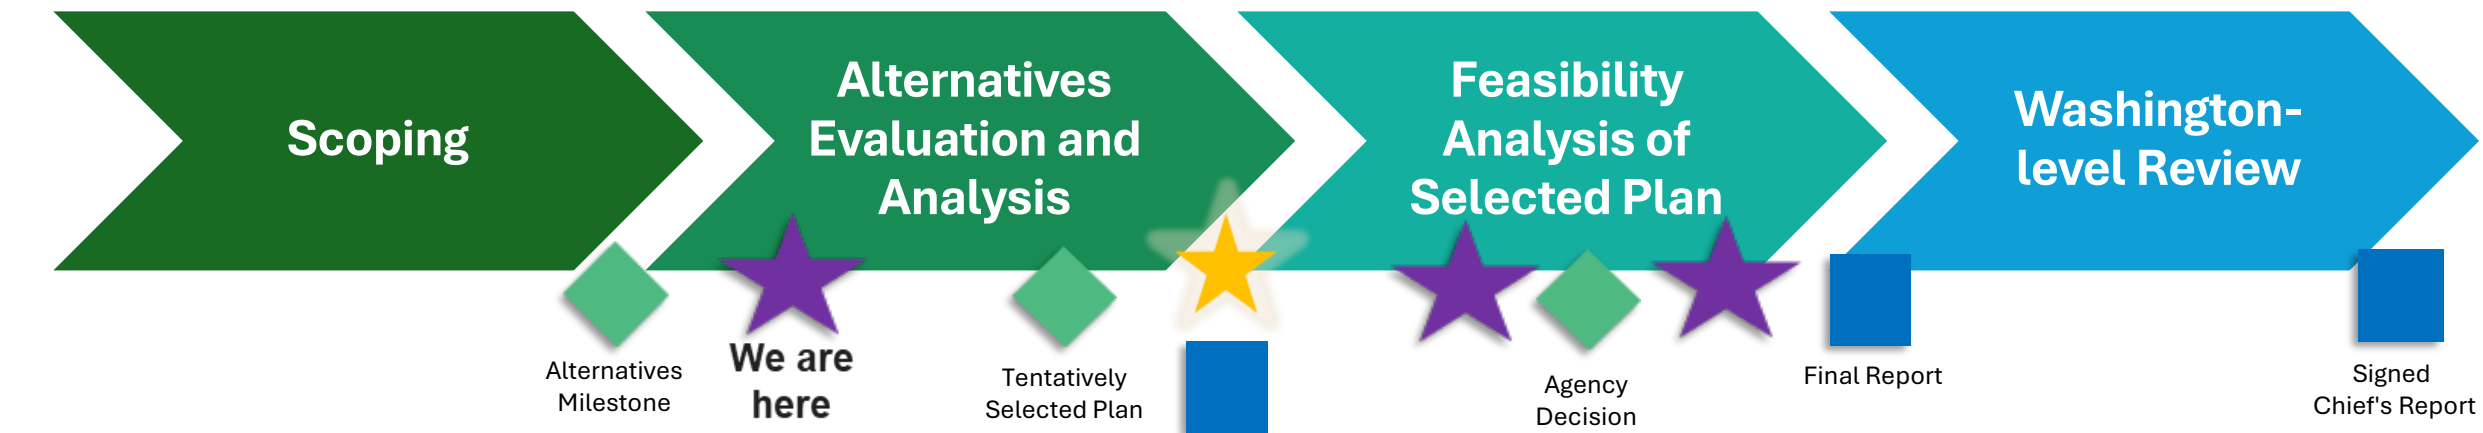 Scoping
Alternatives
Evaluation and
Analysis
Feasibility
Analysis of
Selected Plan
Washington-
level Review
Alternatives
Milestone
We are
here
Tentatively
Selected Plan
Agency
Decision
Final Report
Signed
Chief's Report